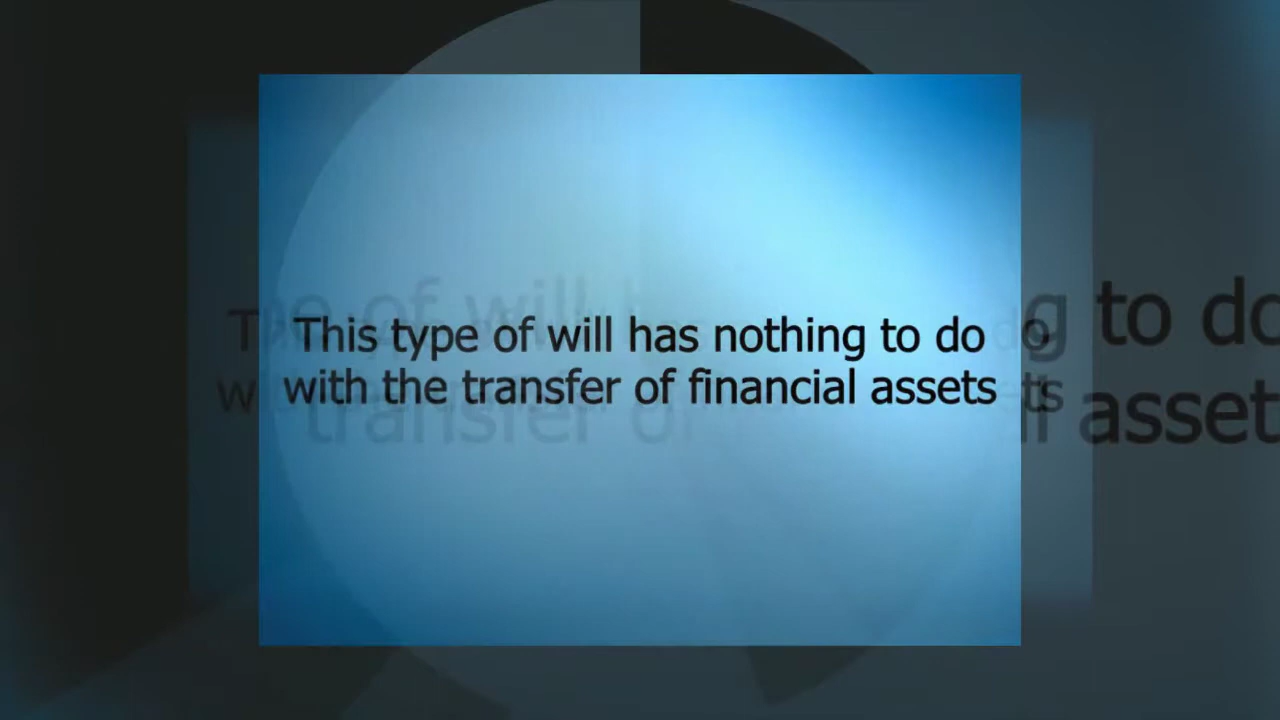 This type of will has nothing to do
with the transfer of financial assets